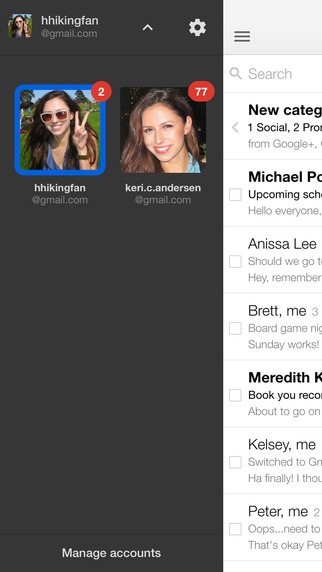 hhikingfan
@gmail.com
2
77
hhikingfan
@gmail.com
keri.c.andersen
@gmail.com
Manage accounts
Search
New categ
1 Social, 2 Pro
from Google+,
Michael Po
Upcoming sch
Hello everyone,
Anissa Lee
Should we go t
Hey, remember
Brett, me 3
Board game nig
Sunday works!
Meredith K
Book you reco
About to go on
Kelsey, me
Switched to Gm
Ha finally! I thou
Peter, me 2
Oops...need to
That's okay Pet